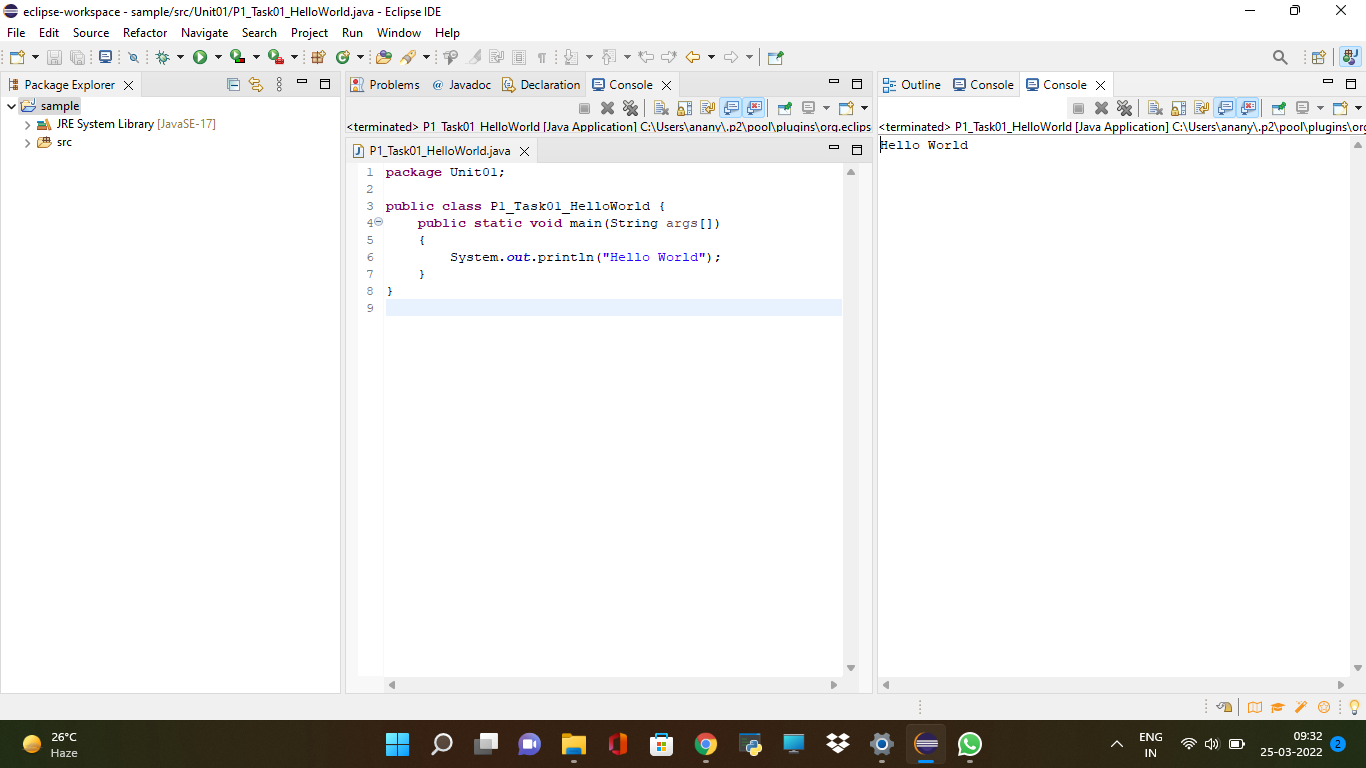 eclipse-workspace - sample/src/Unit01/P1_Task01_HelloWorld.java - Eclipse IDE
File Edit Source Refactor Navigate Search Project Run Window Help
Package Explorer
sample
JRE System Library [JavaSE-17]
src
Problems @ Javadoc Declaration Console
<terminated> P1_Task01_HelloWorld [Java Application] C:\Users\anany\.p2\pool\plugins\org.eclips
P1_Task01_HelloWorld.java
1 package Unit01;
2
3 public class P1_Task01_HelloWorld {
4 public static void main(String args[])
5 {
6 System.out.println("Hello World");
7 }
8 }
9
Outline Console Console
<terminated> P1_Task01_HelloWorld [Java Application] C:\Users\anany\.p2\pool\plugins\org
Hello World
26°C
Haze
ENG
IN
09:32
25-03-2022
2